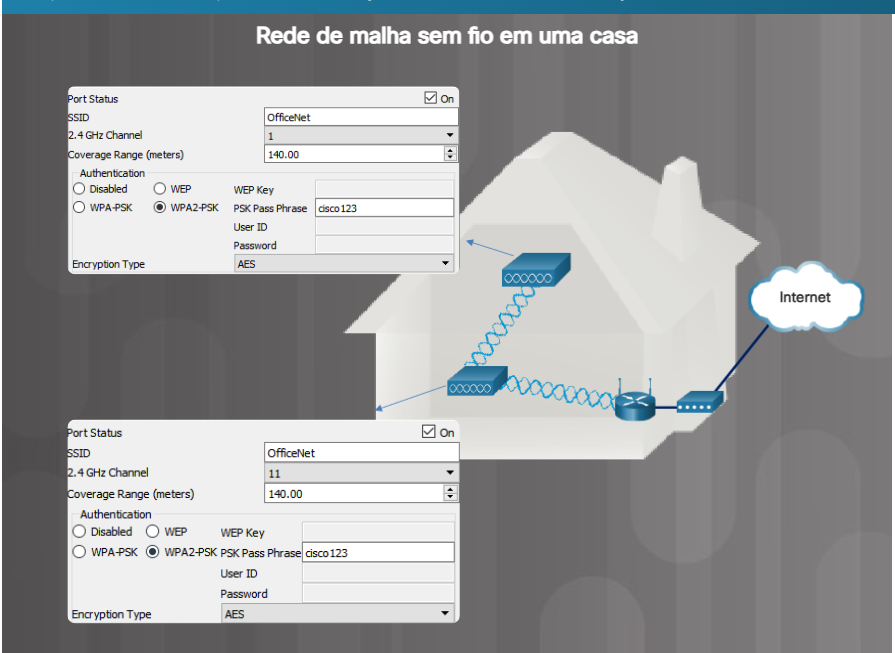 Rede de malha sem fio em uma casa
Port Status On
SSID OfficeNet
2.4 GHz Channel 1
Coverage Range (meters) 140.00
Authentication
Disabled WEP WEP Key
WPA-PSK WPA2-PSK PSK Pass Phrase cisco123
User ID
Password
Encryption Type AES
Internet
Port Status On
SSID OfficeNet
2.4 GHz Channel 11
Coverage Range (meters) 140.00
Authentication
Disabled WEP WEP Key
WPA-PSK WPA2-PSK PSK Pass Phrase cisco123
User ID
Password
Encryption Type AES